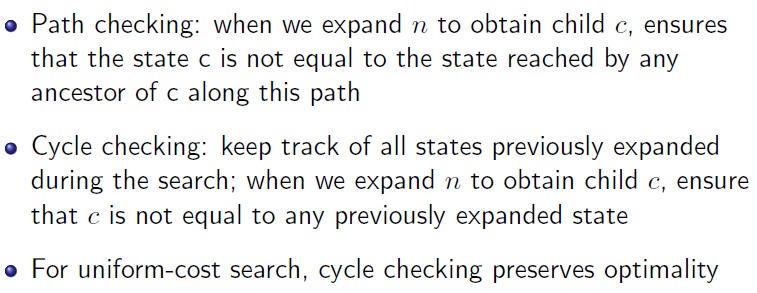 Path checking: when we expand n to obtain child c, ensures
that the state c is not equal to the state reached by any
ancestor of c along this path
Cycle checking: keep track of all states previously expanded
during the search; when we expand n to obtain child c, ensure
that c is not equal to any previously expanded state
For uniform-cost search, cycle checking preserves optimality